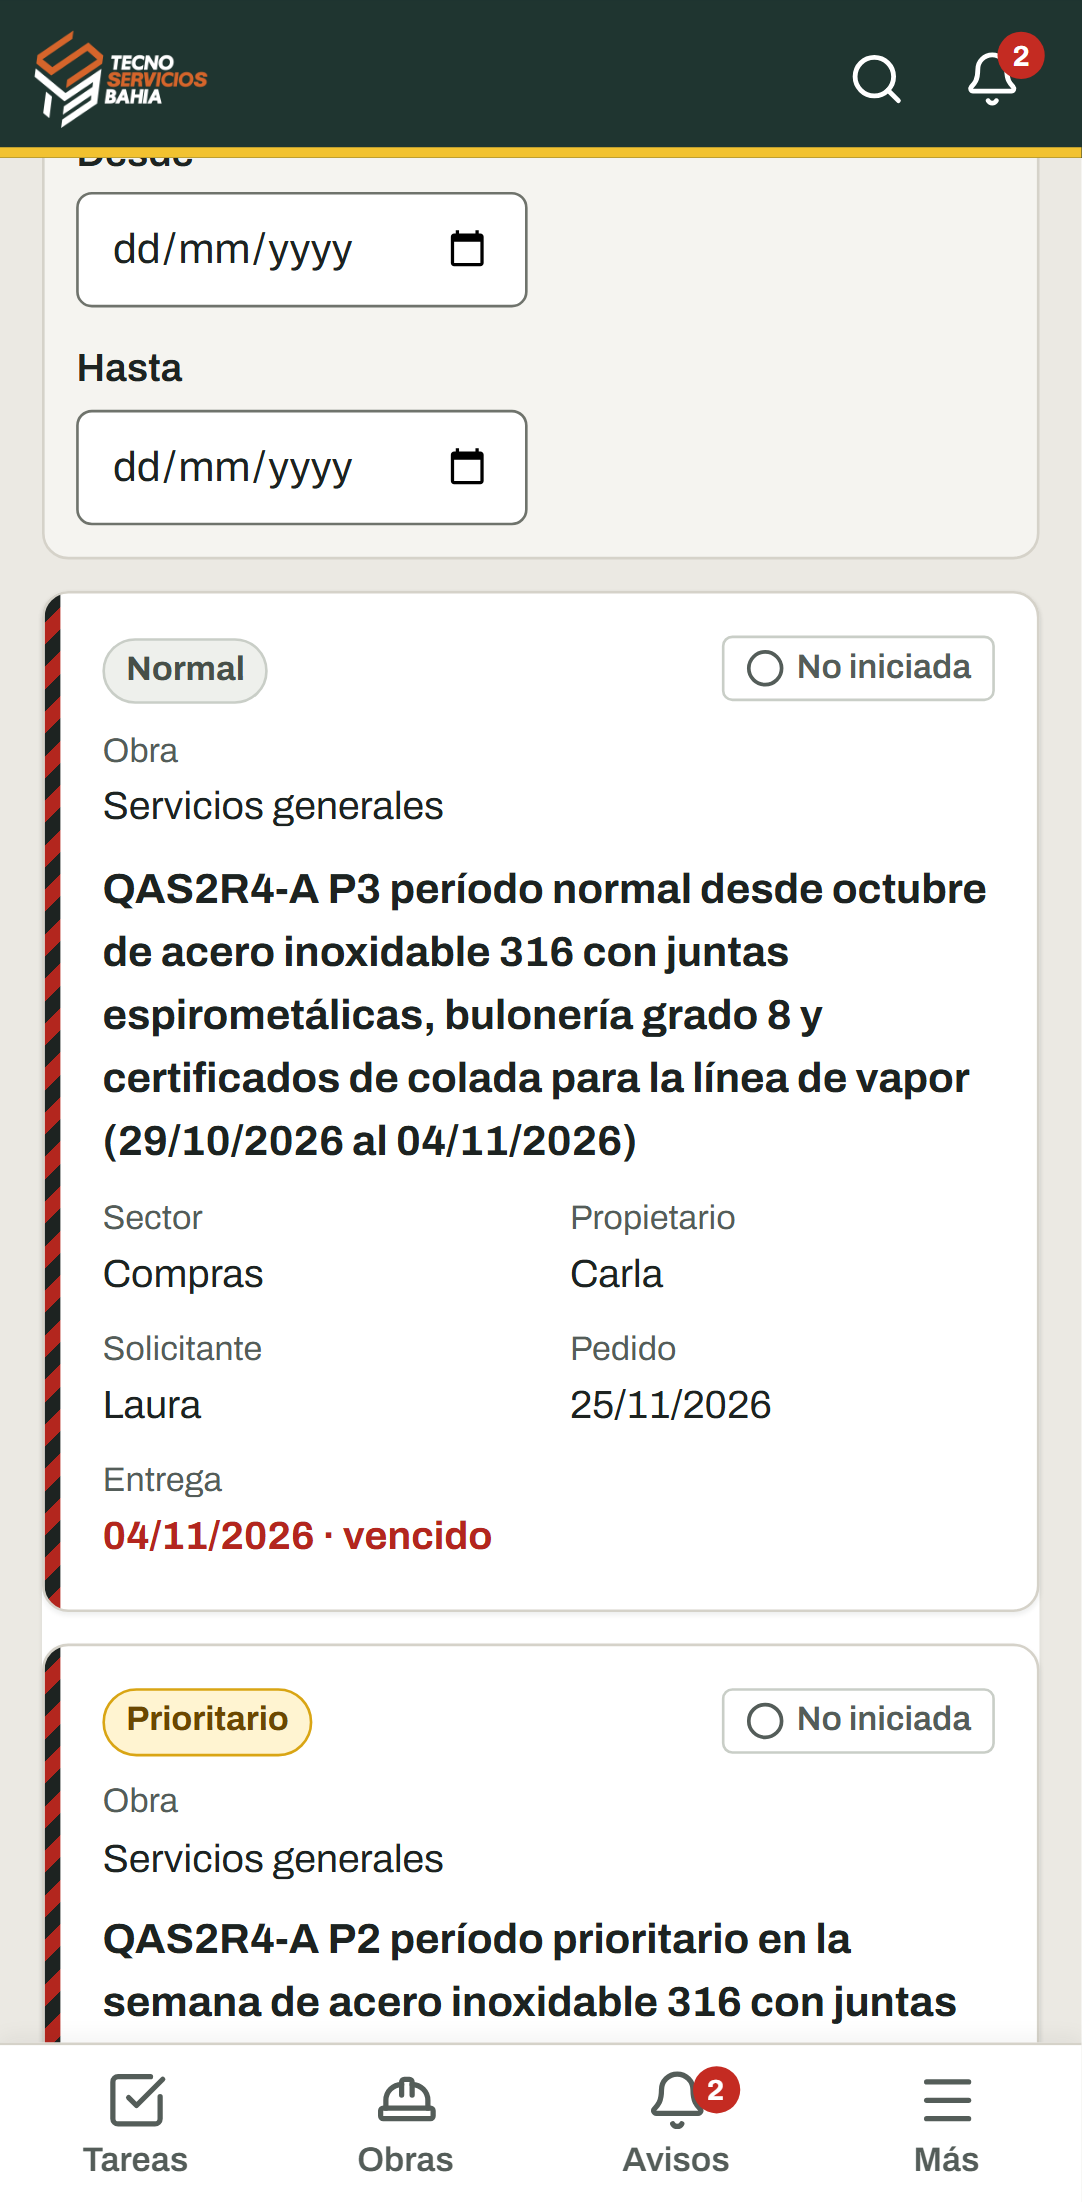 TECNO
SERVICIOS
BAHIA
2
Desde
dd/mm/yyyy
Hasta
dd/mm/yyyy
Normal
No iniciada
Obra
Servicios generales
QAS2R4-A P3 período normal desde octubre
de acero inoxidable 316 con juntas
espirometálicas, bulonería grado 8 y
certificados de colada para la línea de vapor
(29/10/2026 al 04/11/2026)
Sector
Propietario
Compras
Carla
Solicitante
Pedido
Laura
25/11/2026
Entrega
04/11/2026 · vencido
Prioritario
No iniciada
Obra
Servicios generales
QAS2R4-A P2 período prioritario en la
semana de acero inoxidable 316 con juntas
2
Tareas
Obras
Avisos
Más